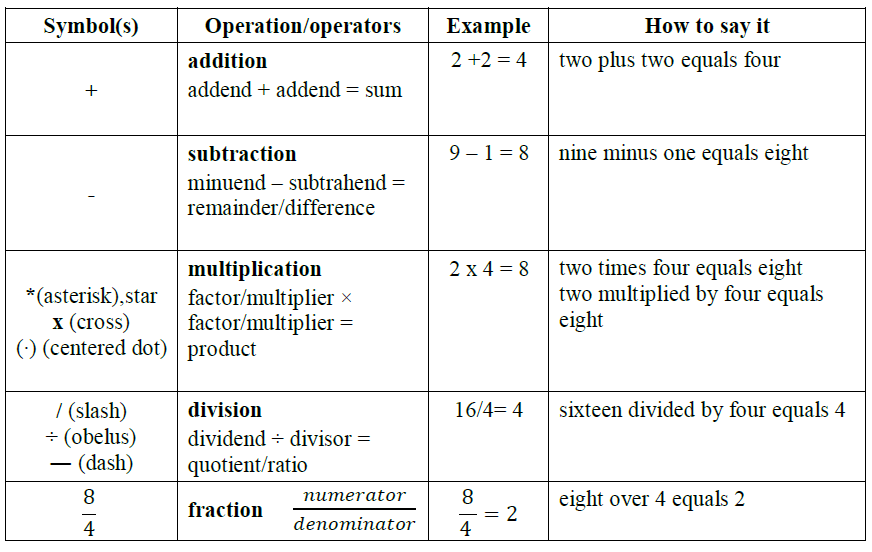 Symbol(s) Operation/operators Example How to say it
+
addition
addend + addend = sum
2 +2 = 4
two plus two equals four
-
subtraction
minuend – subtrahend =
remainder/difference
9 – 1 = 8
nine minus one equals eight
*(asterisk),star
x (cross)
(·) (centered dot)
multiplication
factor/multiplier ×
factor/multiplier =
product
2 x 4 = 8
two times four equals eight
two multiplied by four equals
eight
/ (slash)
÷ (obelus)
— (dash)
division
dividend ÷ divisor =
quotient/ratio
16/4= 4
sixteen divided by four equals 4
8
4
fraction
numerator
denominator
8
4
= 2
eight over 4 equals 2